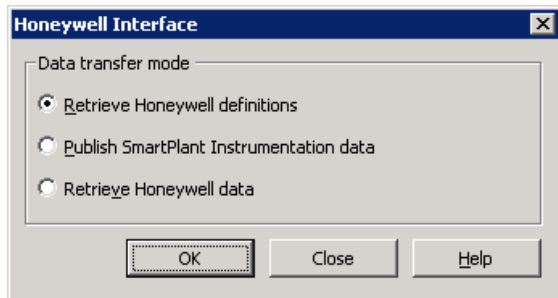 Honeywell Interface
Data transfer mode
Retrieve Honeywell definitions
Publish SmartPlant Instrumentation data
Retrieve Honeywell data
OK Close Help